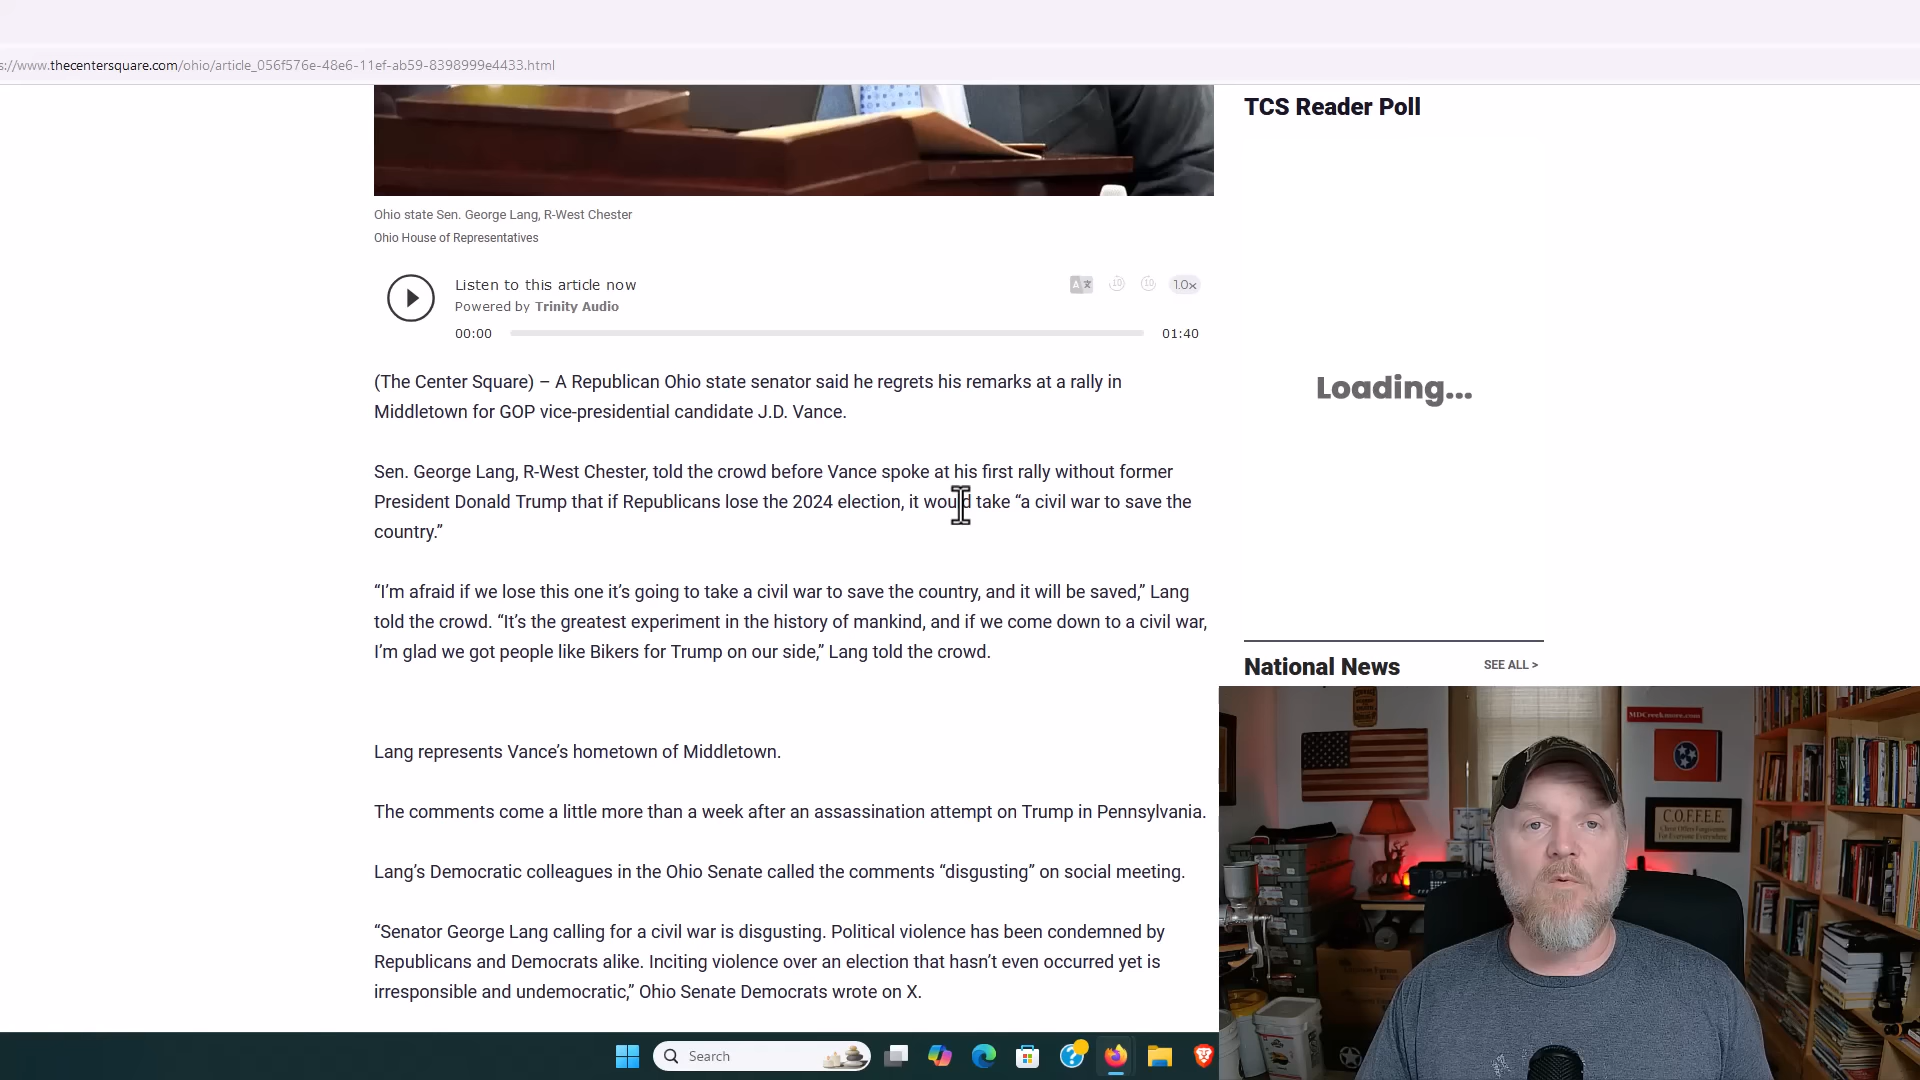 s://www.thecentersquare.com/ohio/article_056f576e-48e6-11ef-ab59-8398999e4433.html
Ohio state Sen. George Lang, R-West Chester
Ohio House of Representatives
Listen to this article now
Powered by Trinity Audio
10
10
1.0x
00:00
01:40
(The Center Square) – A Republican Ohio state senator said he regrets his remarks at a rally in
Middletown for GOP vice-presidential candidate J.D. Vance.
Sen. George Lang, R-West Chester, told the crowd before Vance spoke at his first rally without former
President Donald Trump that if Republicans lose the 2024 election, it would take “a civil war to save the
country.”
“I’m afraid if we lose this one it’s going to take a civil war to save the country, and it will be saved,” Lang
told the crowd. “It’s the greatest experiment in the history of mankind, and if we come down to a civil war,
I’m glad we got people like Bikers for Trump on our side,” Lang told the crowd.
Lang represents Vance’s hometown of Middletown.
The comments come a little more than a week after an assassination attempt on Trump in Pennsylvania.
Lang’s Democratic colleagues in the Ohio Senate called the comments “disgusting” on social meeting.
“Senator George Lang calling for a civil war is disgusting. Political violence has been condemned by
Republicans and Democrats alike. Inciting violence over an election that hasn’t even occurred yet is
irresponsible and undemocratic,” Ohio Senate Democrats wrote on X.
TCS Reader Poll
Loading...
National News
SEE ALL >
MDCreekmore.com
C.O.F.F.E.E.
Christ Offers Forgiveness
For Everyone Everywhere
Search